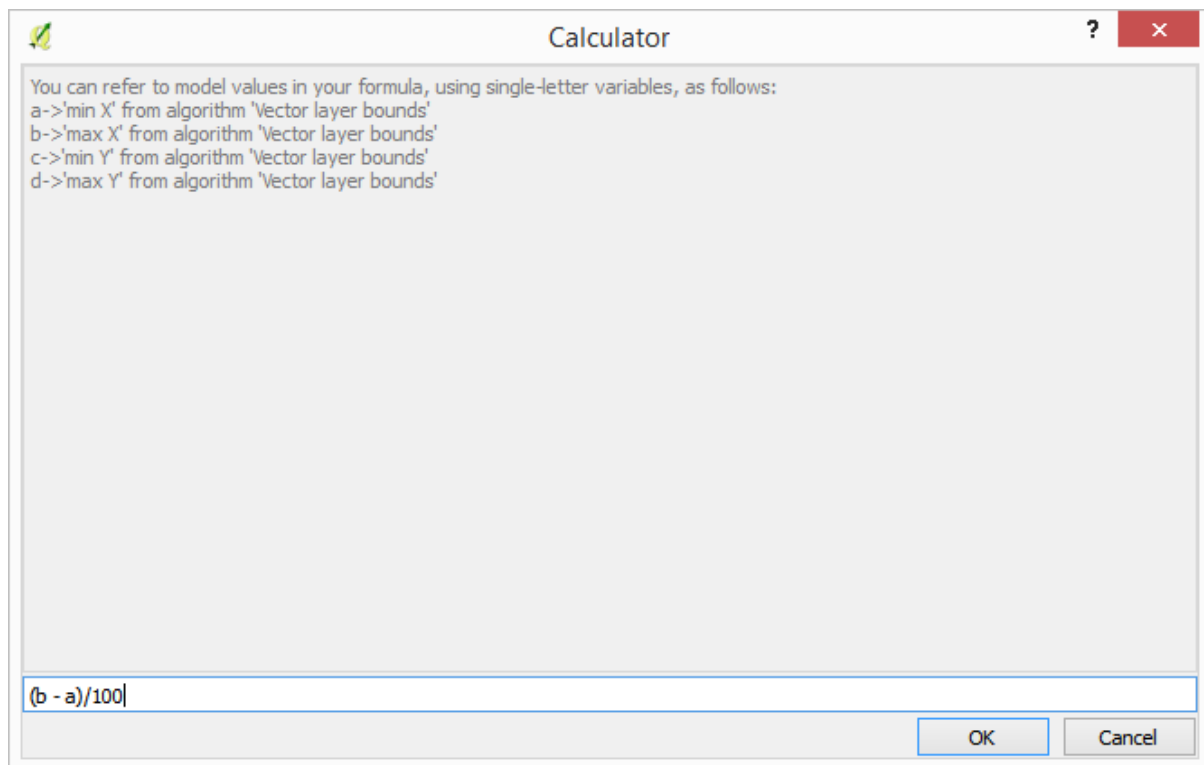 Calculator
?
You can refer to model values in your formula, using single-letter variables, as follows:
a->'min X' from algorithm 'Vector layer bounds'
b->'max X' from algorithm 'Vector layer bounds'
c->'min Y' from algorithm 'Vector layer bounds'
d->'max Y' from algorithm 'Vector layer bounds'
(b - a)/100
OK Cancel